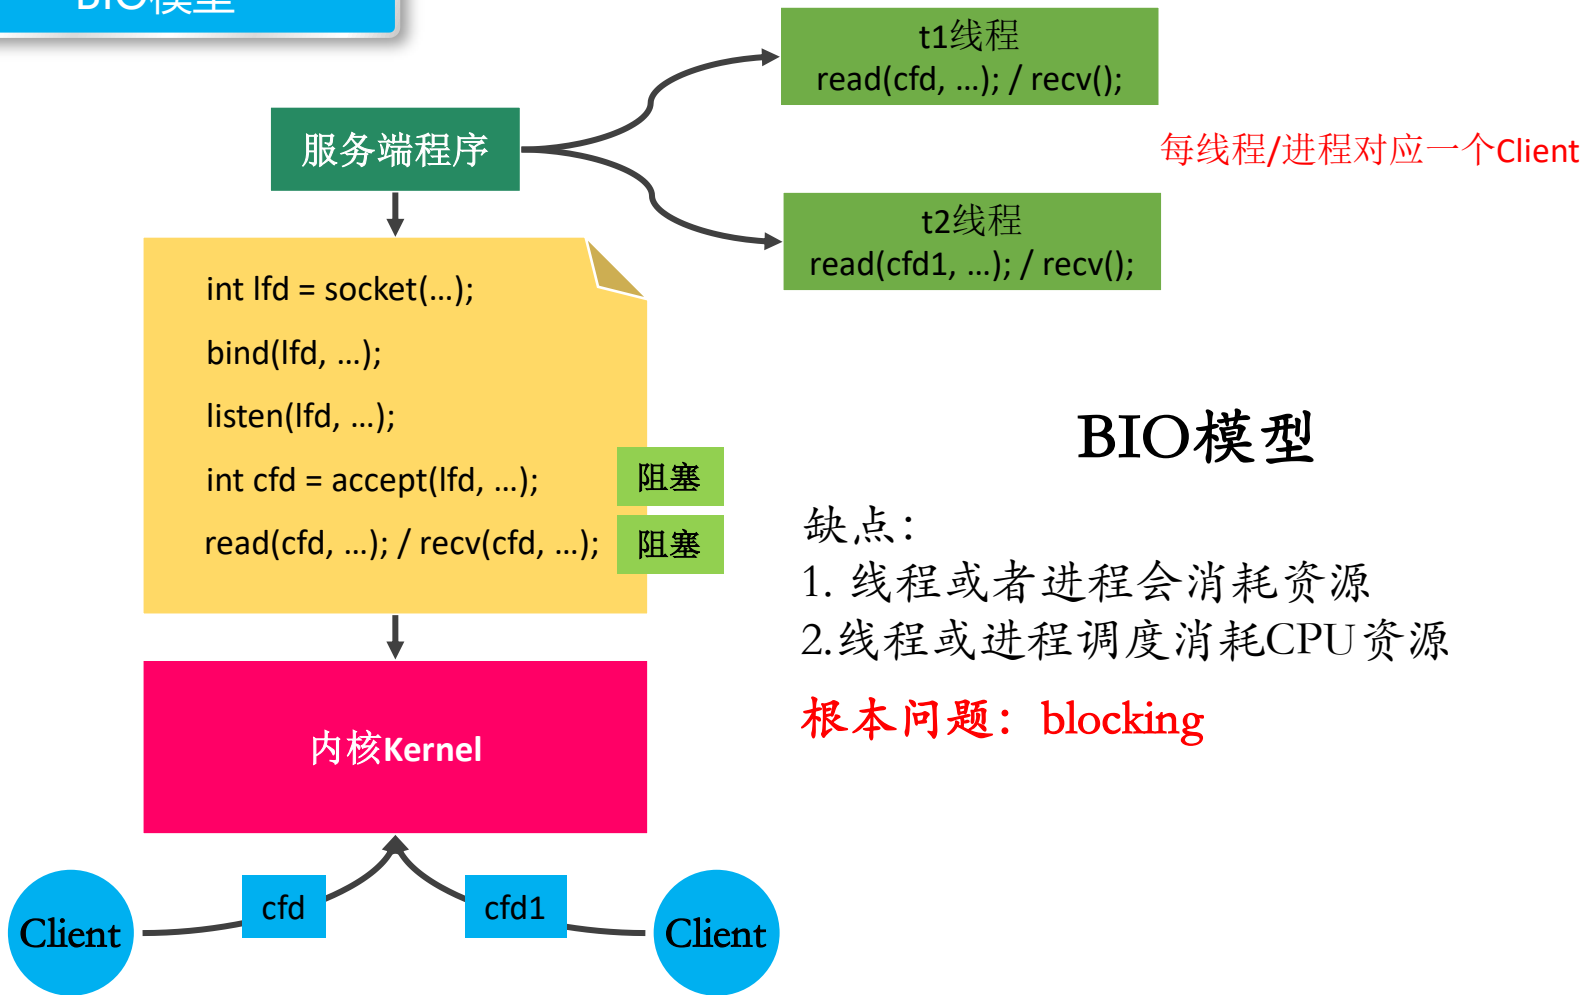 BIO模型
t1线程
read(cfd, ...); / recv();
服务端程序
每线程/进程对应一个Client
t2线程
read(cfd1, ...); / recv();
int lfd = socket(...);
bind(lfd, ...);
listen(lfd, ...);
int cfd = accept(lfd, ...);
阻塞
read(cfd, ...); / recv(cfd, ...);
阻塞
BIO模型
缺点：
1. 线程或者进程会消耗资源
2.线程或进程调度消耗CPU资源
根本问题：blocking
内核Kernel
cfd
cfd1
Client
Client